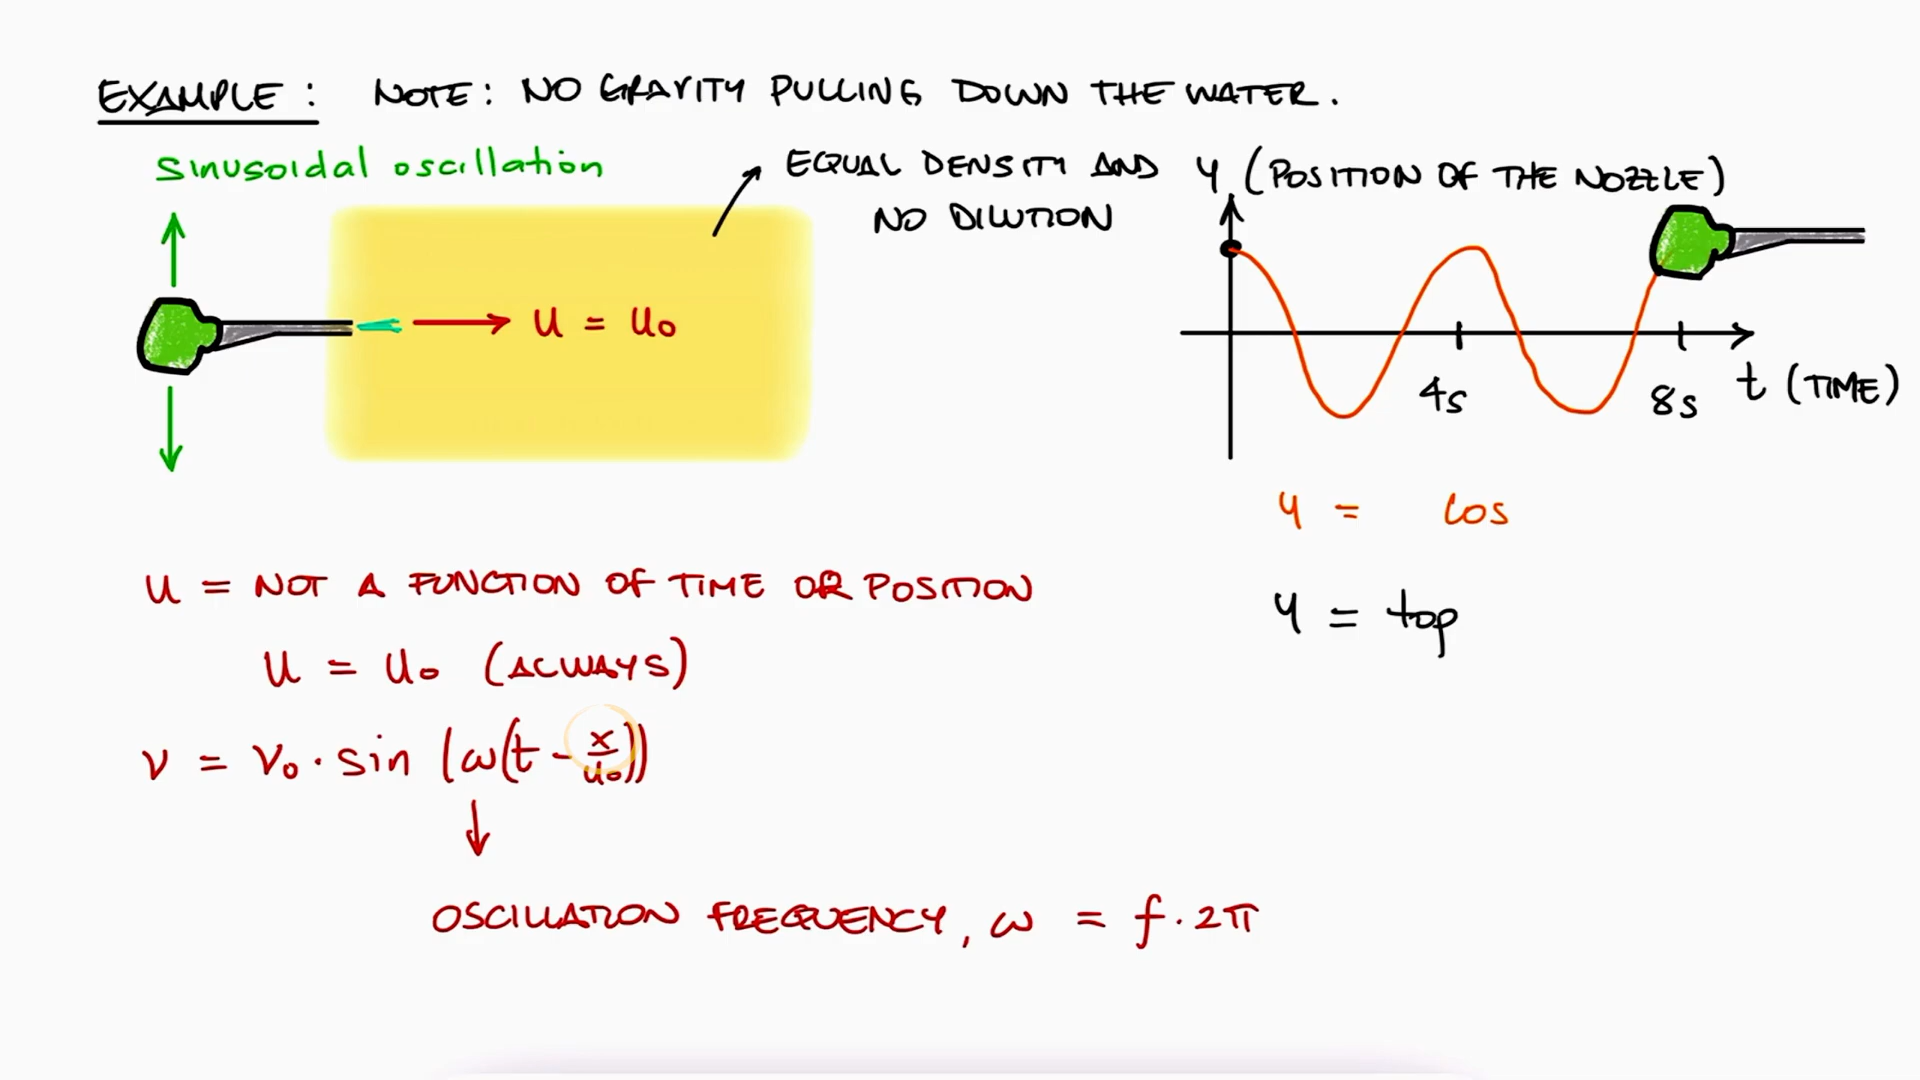 EXAMPLE: NOTE: NO GRAVITY PULLING DOWN THE WATER.
sinusoidal oscillation
EQUAL DENSITY AND
NO DILUTION
y (POSITION OF THE NOZZLE)
u = u₀
4s
8s
t (TIME)
y = cos
u = NOT A FUNCTION OF TIME OR POSITION
y = top
u = u₀ (ALWAYS)
v = v₀ · sin (ω(t - x/u₀))
OSCILLATION FREQUENCY, ω = f · 2π